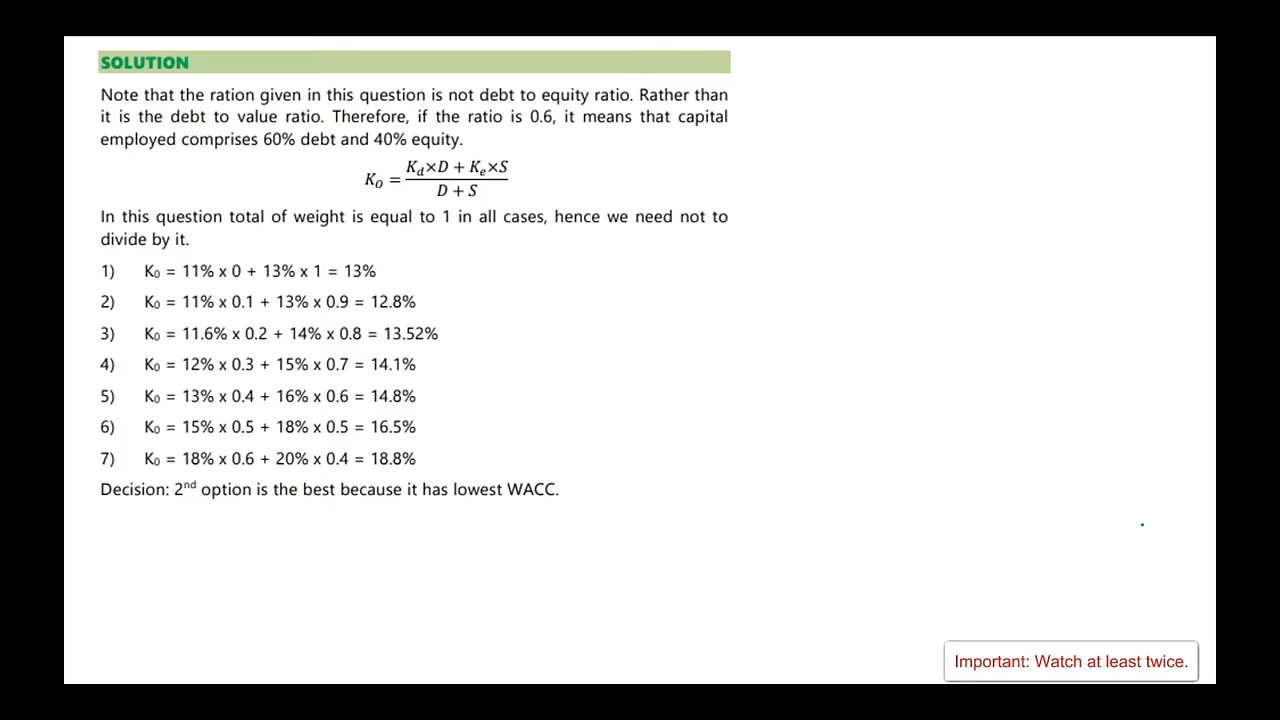 SOLUTION
Note that the ration given in this question is not debt to equity ratio. Rather than
it is the debt to value ratio. Therefore, if the ratio is 0.6, it means that capital
employed comprises 60% debt and 40% equity.
K_O = (K_d×D + K_e×S) / (D + S)
In this question total of weight is equal to 1 in all cases, hence we need not to
divide by it.
1) K₀ = 11% x 0 + 13% x 1 = 13%
2) K₀ = 11% x 0.1 + 13% x 0.9 = 12.8%
3) K₀ = 11.6% x 0.2 + 14% x 0.8 = 13.52%
4) K₀ = 12% x 0.3 + 15% x 0.7 = 14.1%
5) K₀ = 13% x 0.4 + 16% x 0.6 = 14.8%
6) K₀ = 15% x 0.5 + 18% x 0.5 = 16.5%
7) K₀ = 18% x 0.6 + 20% x 0.4 = 18.8%
Decision: 2nd option is the best because it has lowest WACC.
Important: Watch at least twice.